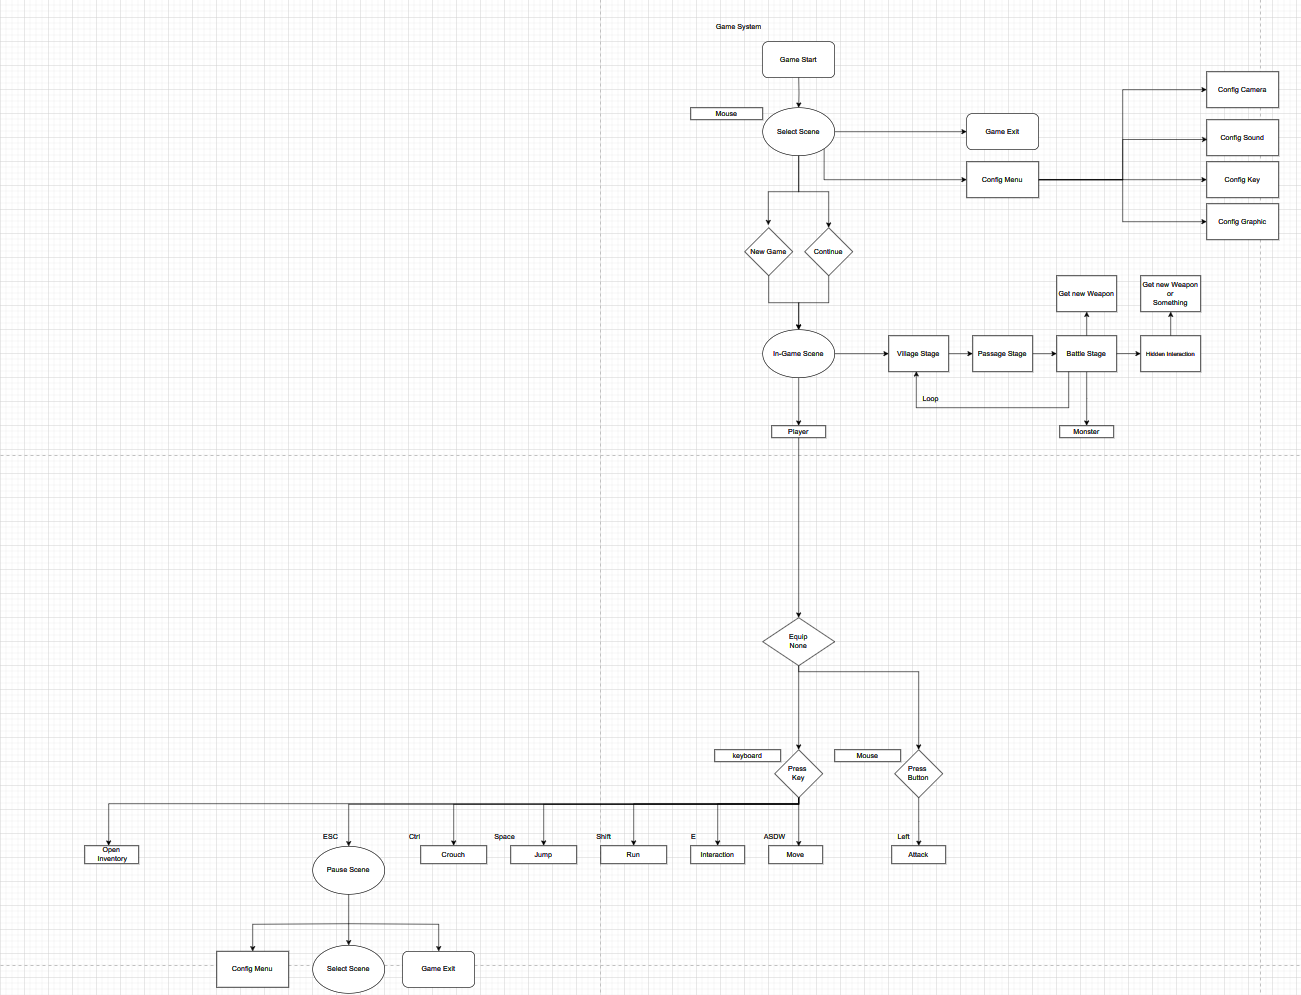 Game System
Game Start
Mouse
Select Scene
Game Exit
Config Menu
Config Camera
Config Sound
Config Key
Config Graphic
New Game
Continue
Get new Weapon
Get new Weapon
or
Something
In-Game Scene
Village Stage
Passage Stage
Battle Stage
Hidden Interaction
Loop
Player
Monster
Equip
None
keyboard
Press
Key
Mouse
Press
Button
ESC
Ctrl
Space
Shift
E
ASDW
Left
Open
Inventory
Pause Scene
Crouch
Jump
Run
Interaction
Move
Attack
Config Menu
Select Scene
Game Exit